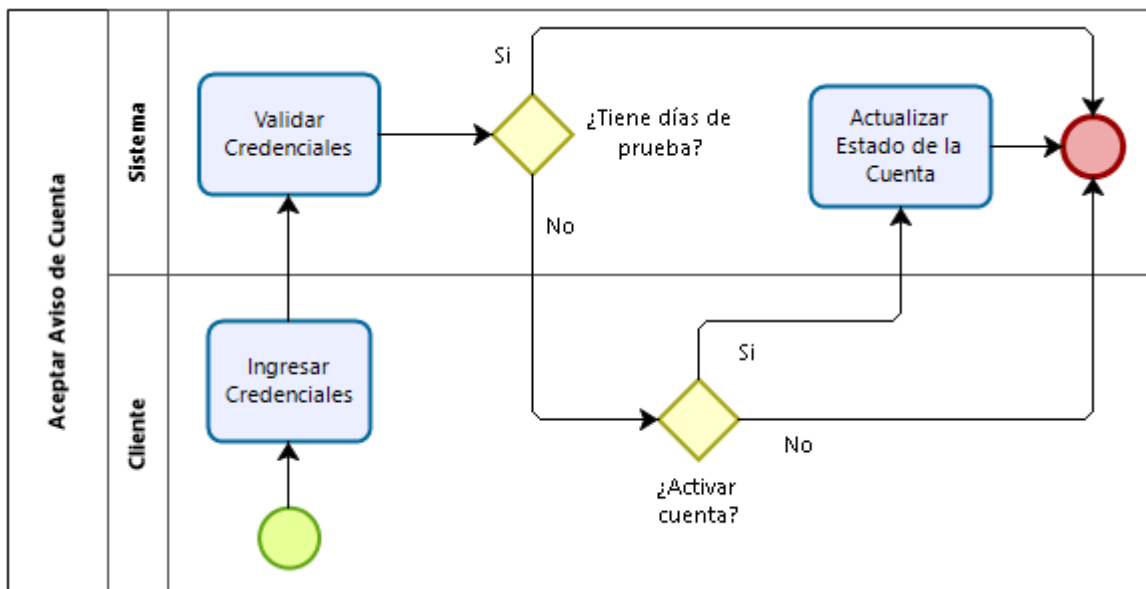 Aceptar Aviso de Cuenta
Sistema
Validar
Credenciales
Si
¿Tiene días de
prueba?
No
Actualizar
Estado de la
Cuenta
Cliente
Ingresar
Credenciales
Si
No
¿Activar
cuenta?